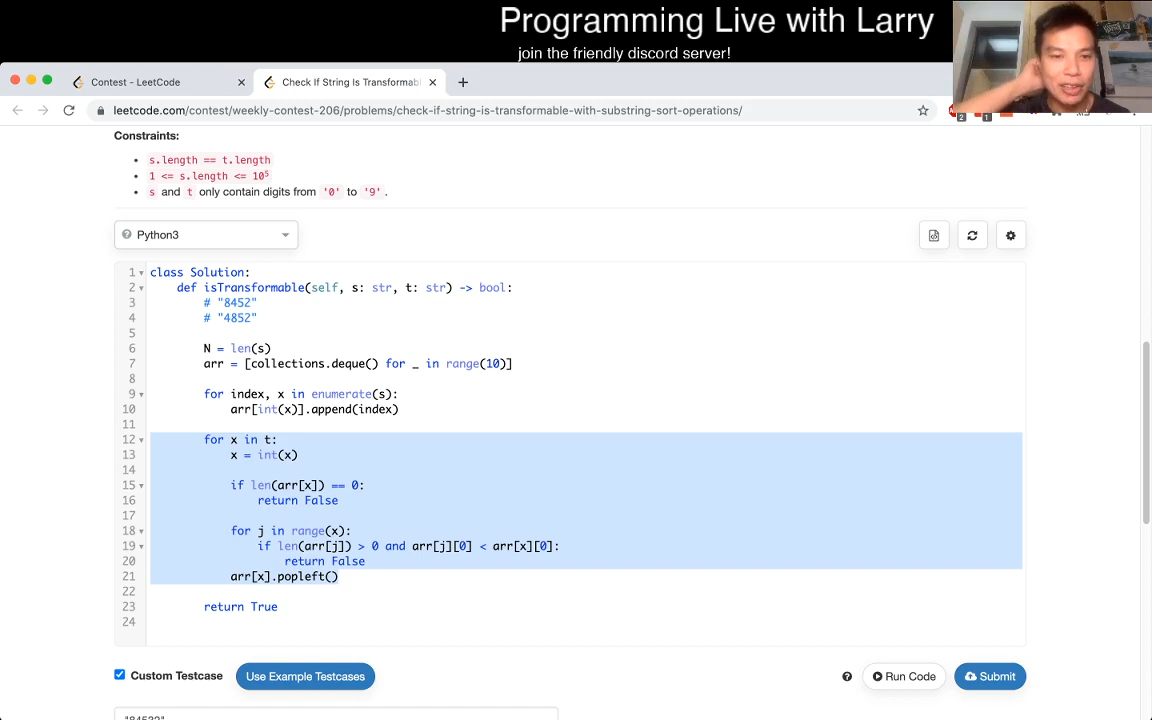 Programming Live with Larry
join the friendly discord server!
Contest - LeetCode
Check If String Is Transformab
leetcode.com/contest/weekly-contest-206/problems/check-if-string-is-transformable-with-substring-sort-operations/
2
1
Constraints:
• s.length == t.length
• 1 <= s.length <= 10⁵
• s and t only contain digits from '0' to '9'.
Python3
1 class Solution:
2     def isTransformable(self, s: str, t: str) -> bool:
3         # "8452"
4         # "4852"
5
6         N = len(s)
7         arr = [collections.deque() for _ in range(10)]
8
9         for index, x in enumerate(s):
10             arr[int(x)].append(index)
11
12         for x in t:
13             x = int(x)
14
15             if len(arr[x]) == 0:
16                 return False
17
18             for j in range(x):
19                 if len(arr[j]) > 0 and arr[j][0] < arr[x][0]:
20                     return False
21             arr[x].popleft()
22
23         return True
24
Custom Testcase
Use Example Testcases
Run Code
Submit
"84532"